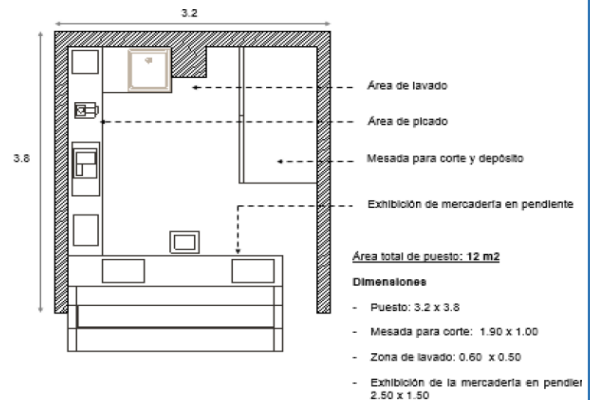 3.2
3.8
Área de lavado
Área de picado
Mesada para corte y depósito
Exhibición de mercadería en pendiente
Área total de puesto: 12 m2
Dimensiones
- Puesto: 3.2 x 3.8
- Mesada para corte: 1.90 x 1.00
- Zona de lavado: 0.60 x 0.50
- Exhibición de la mercadería en
2.50 x 1.50